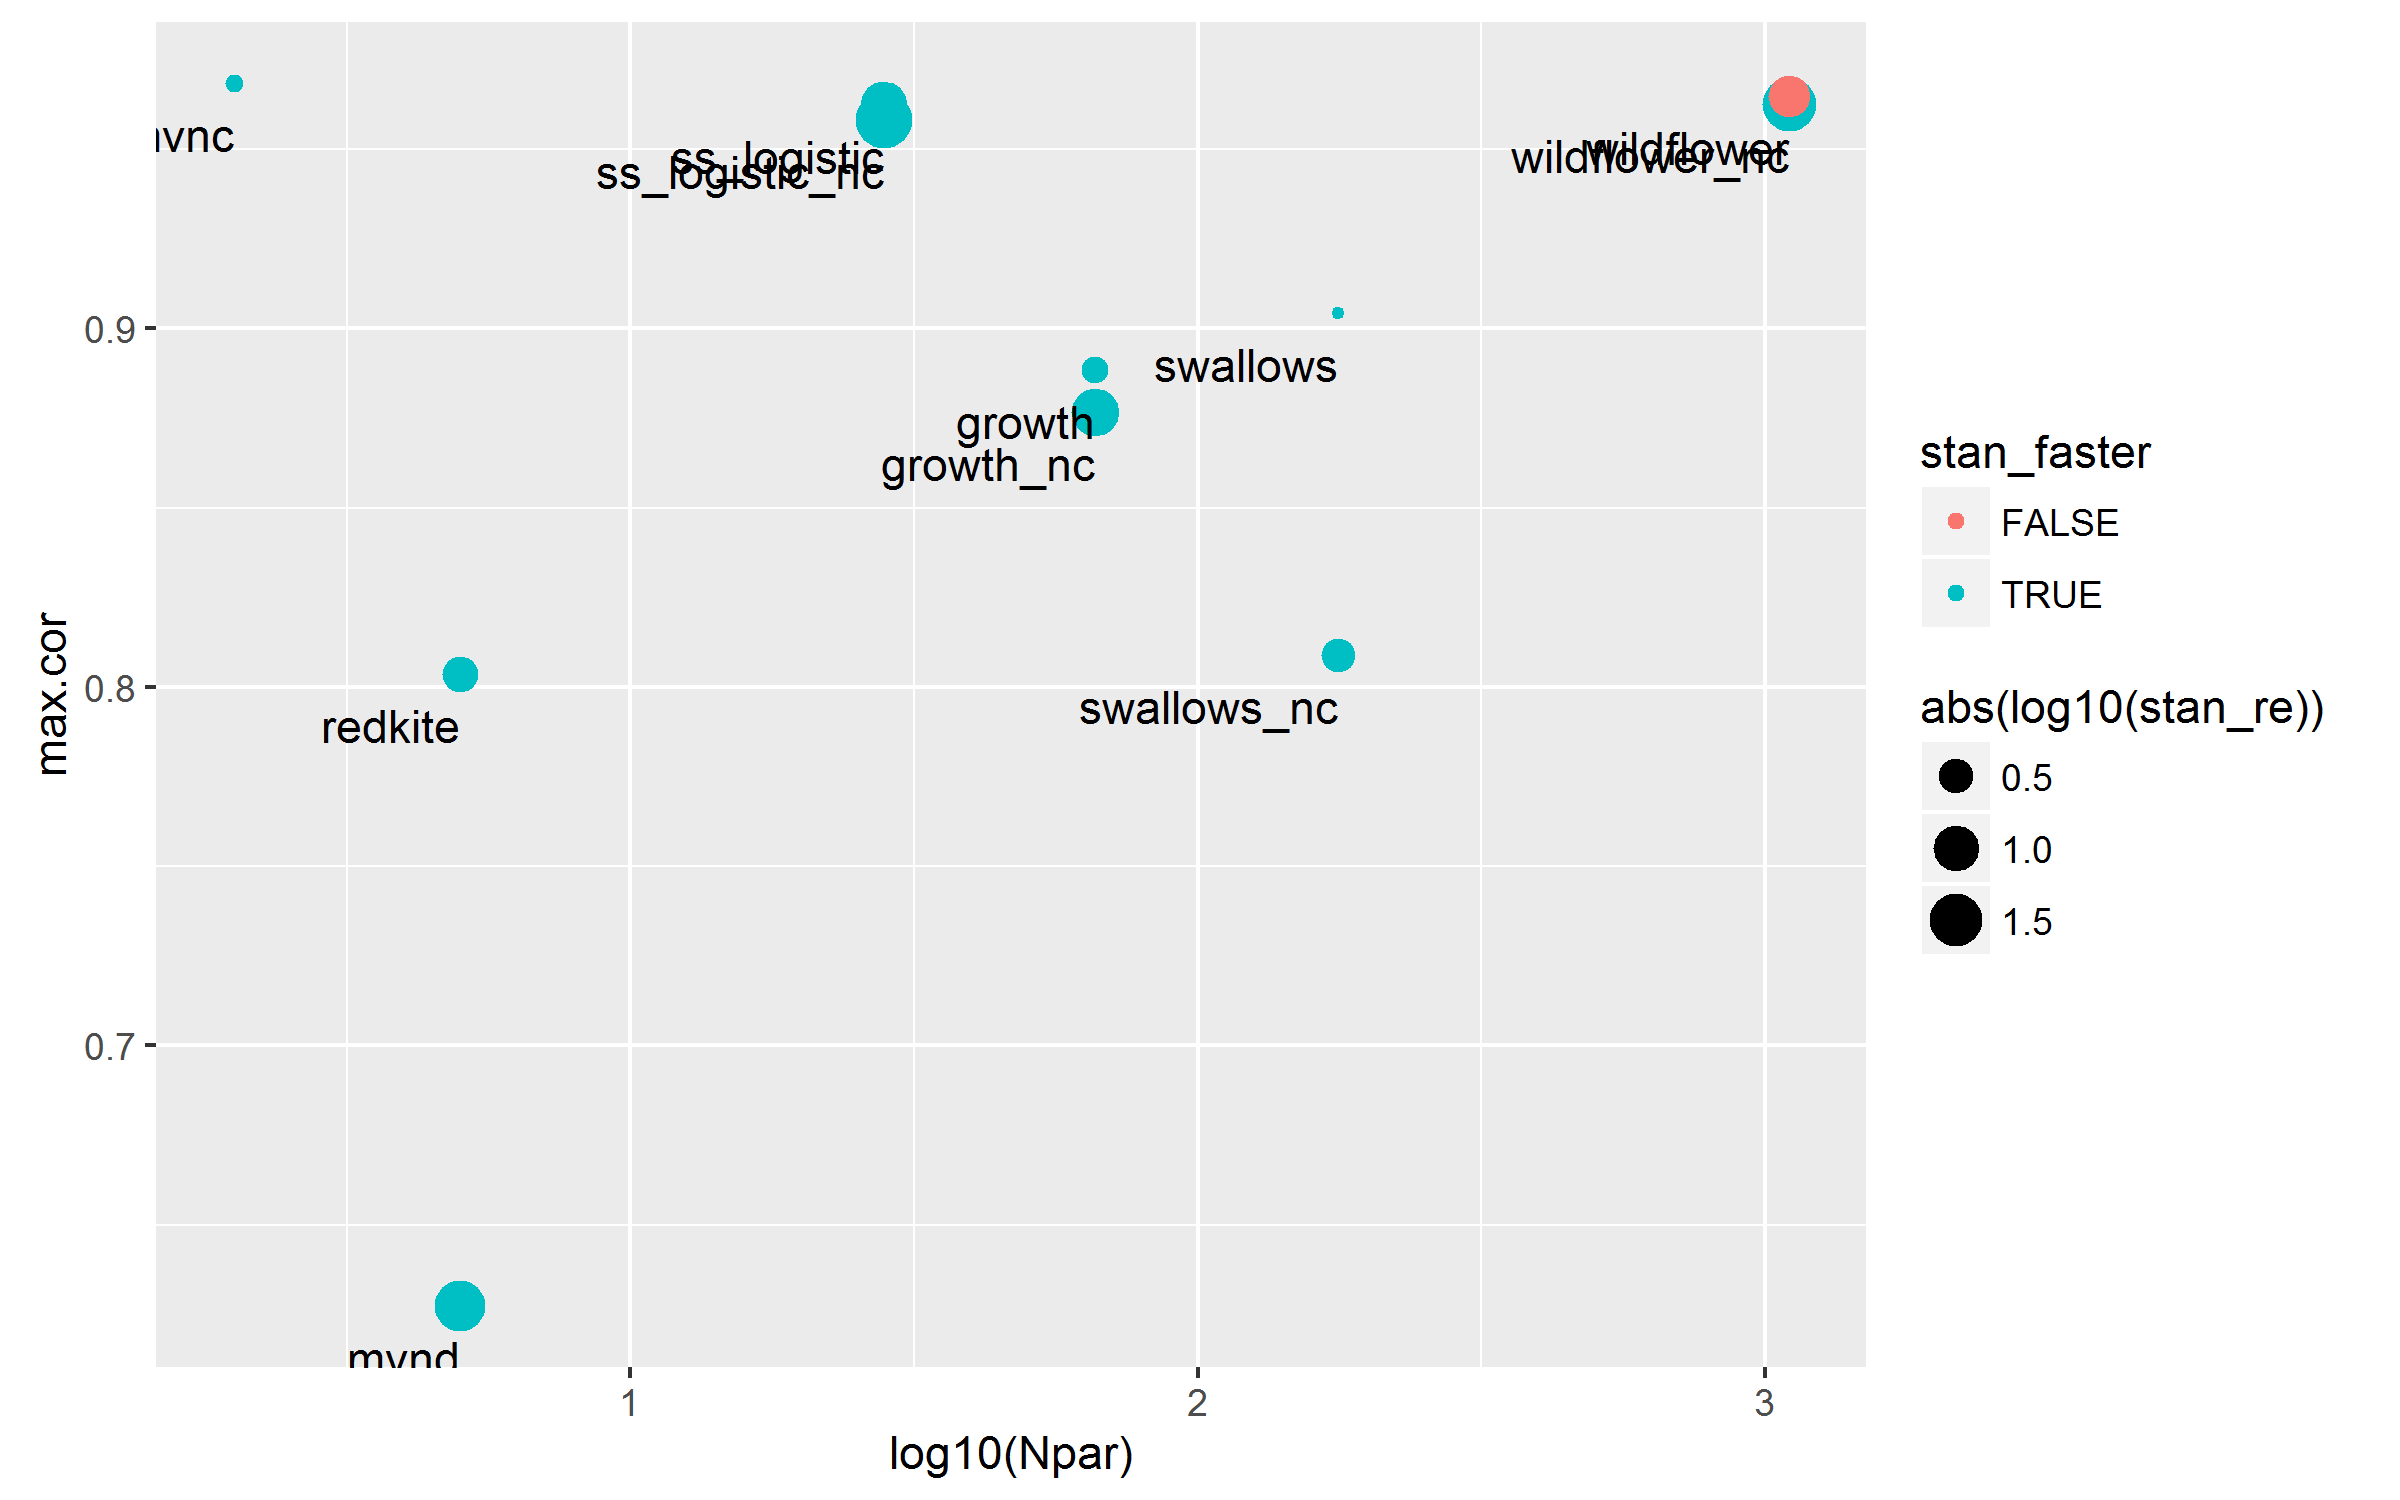 ss_logistic
ss_logistic_nc
wildflower
wildflower_nc
0.9
swallows
growth
growth_nc
stan_faster
FALSE
TRUE
max.cor
0.8
redkite
swallows_nc
abs(log10(stan_re))
0.5
1.0
1.5
0.7
mvnd
1
2
3
log10(Npar)